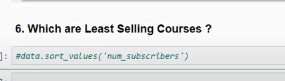 6. Which are Least Selling Courses ?
]: #data.sort_values('num_subscribers')